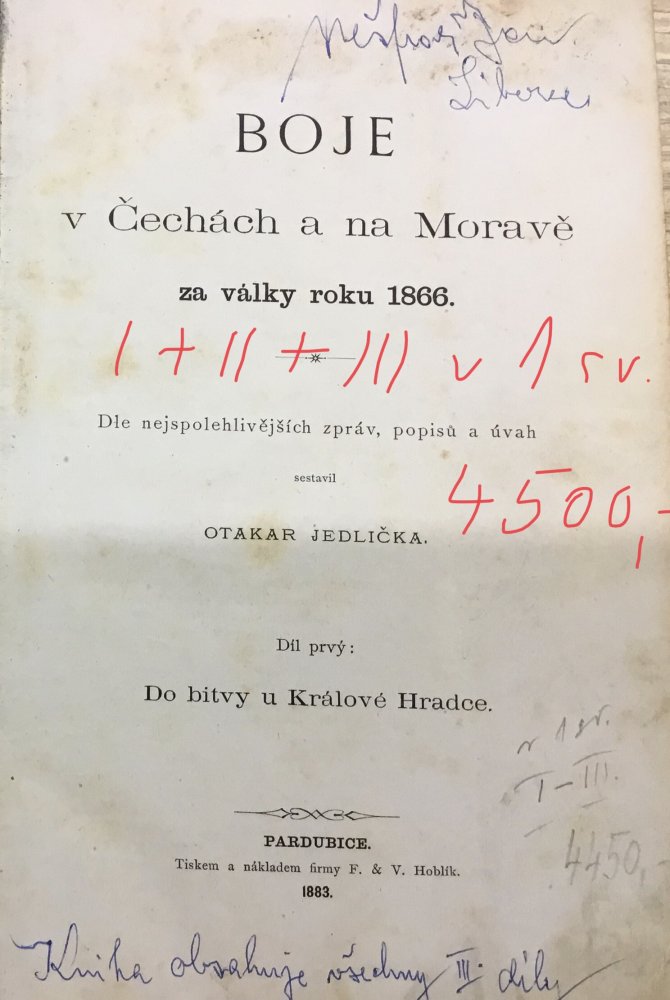 Jan
Liberec
BOJE
v Čechách a na Moravě
za války roku 1866.
I + II + III v 1 sv.
Dle nejspolehlivějších zpráv, popisů a úvah
sestavil
4500,-
OTAKAR JEDLIČKA.
Díl prvý:
Do bitvy u Králové Hradce.
v 1 sv.
I-III.
4450,-
PARDUBICE.
Tiskem a nákladem firmy F. & V. Hoblík.
1883.
Kniha obsahuje všechny III. díly